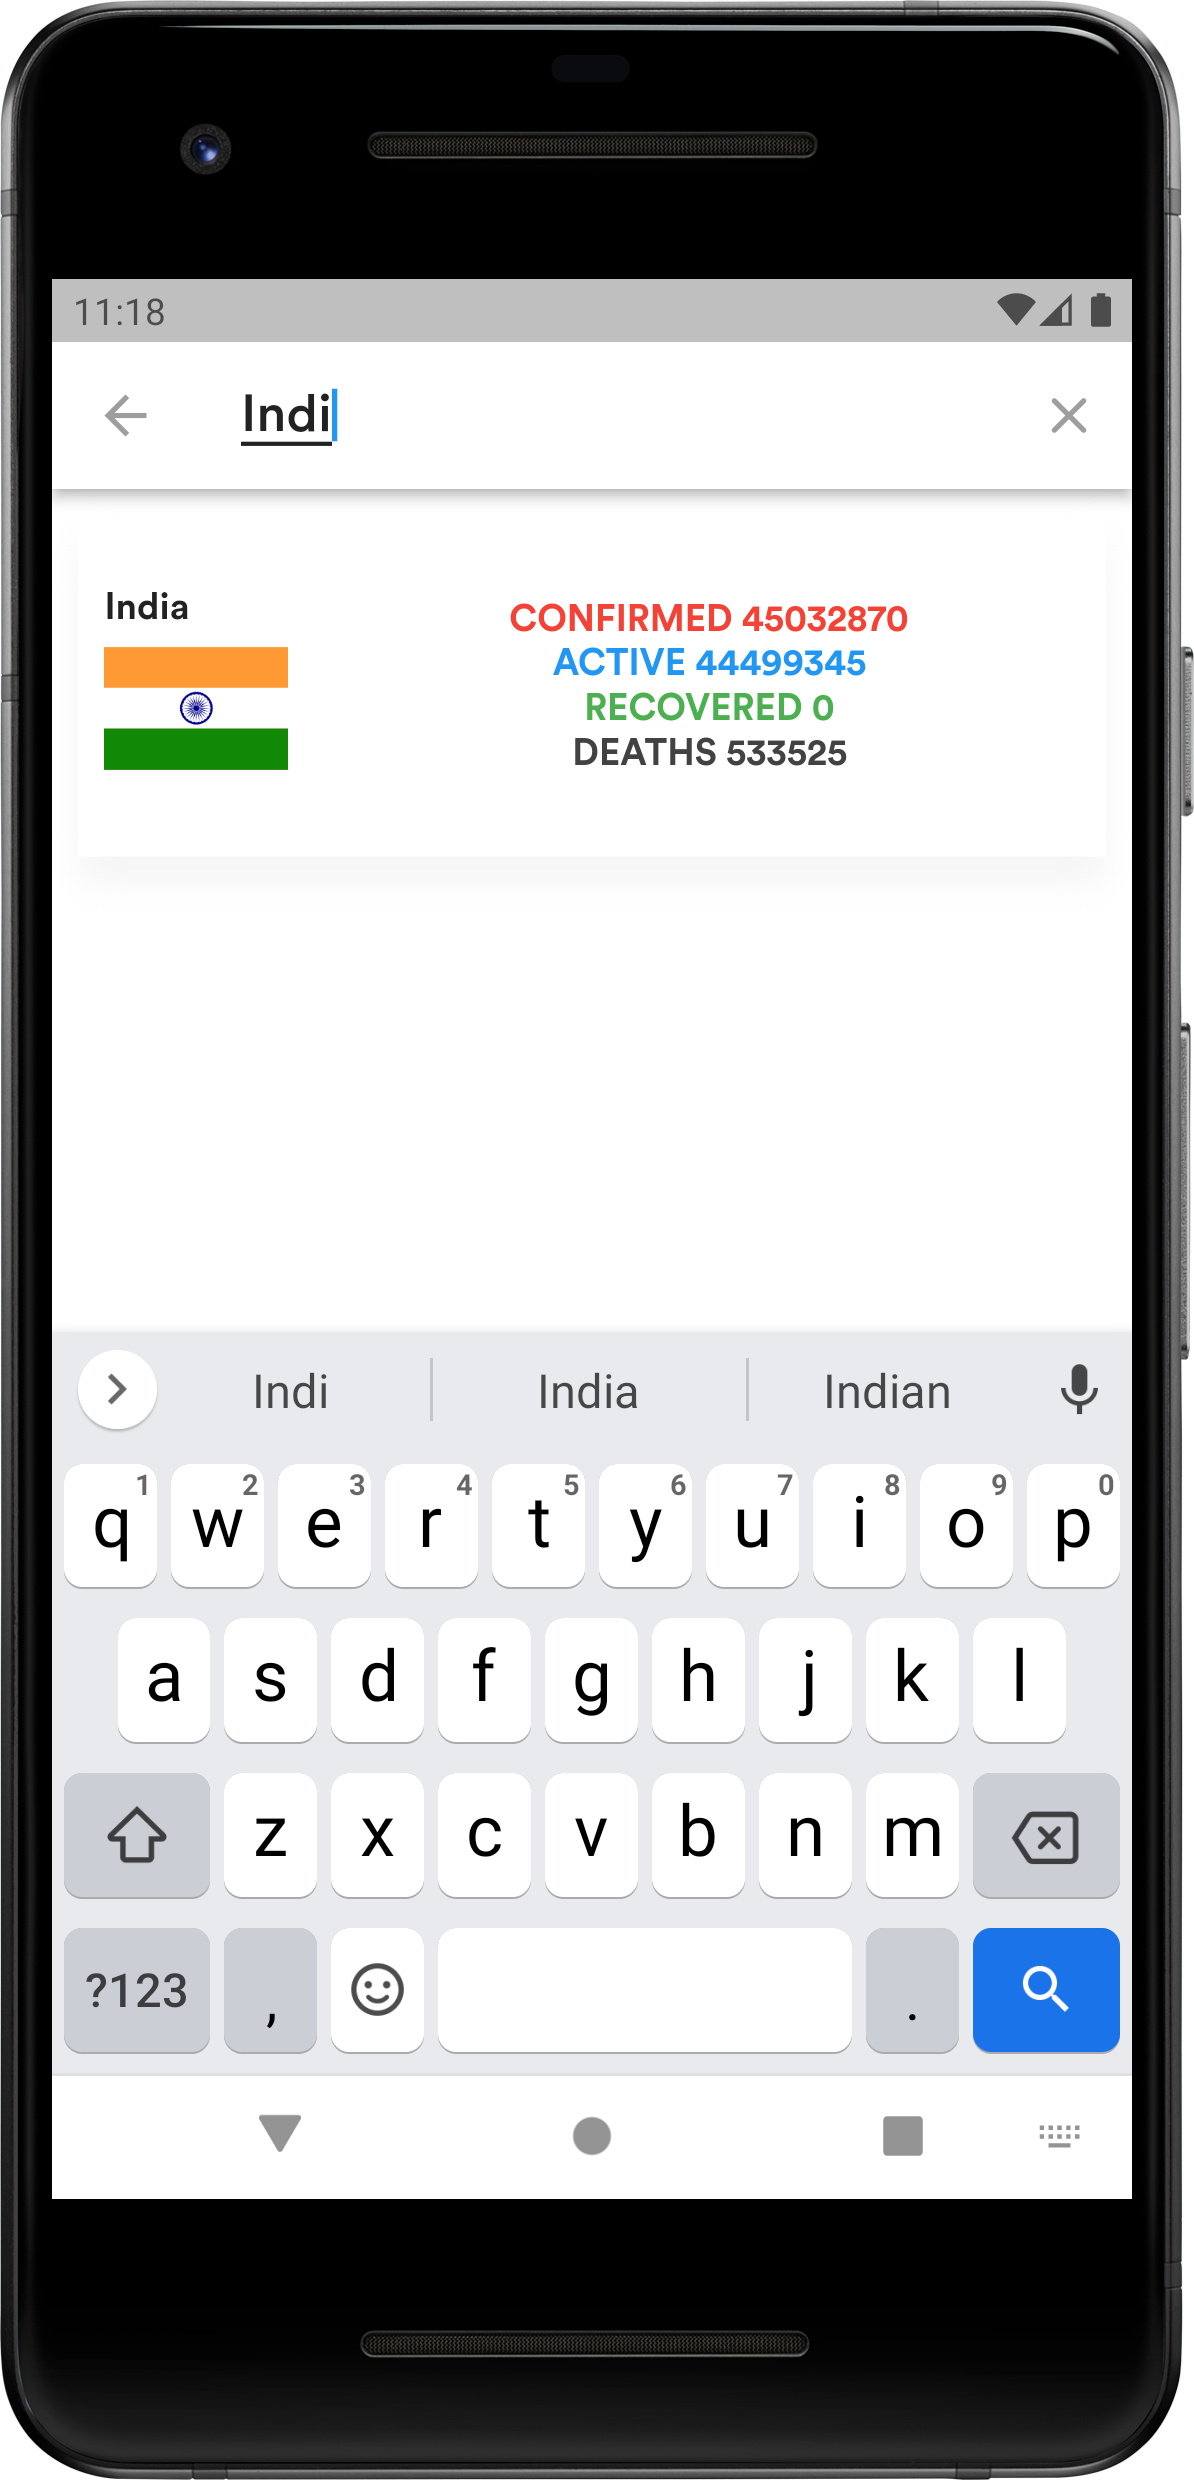 11:18
Indi
India
CONFIRMED 45032870
ACTIVE 44499345
RECOVERED 0
DEATHS 533525
Indi India Indian
1 2 3 4 5 6 7 8 9 0
q w e r t y u i o p
a s d f g h j k l
z x c v b n m
?123 , .